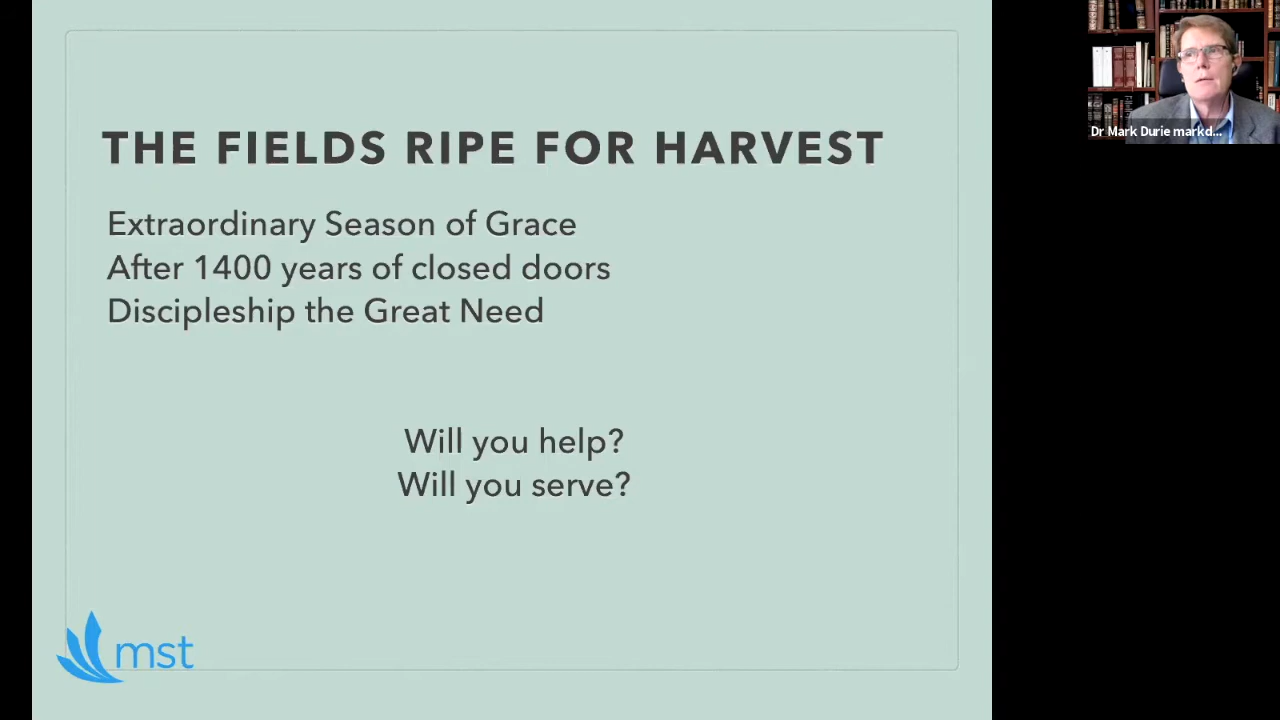 THE FIELDS RIPE FOR HARVEST
Extraordinary Season of Grace
After 1400 years of closed doors
Discipleship the Great Need
Will you help?
Will you serve?
mst
Dr Mark Durie markd...